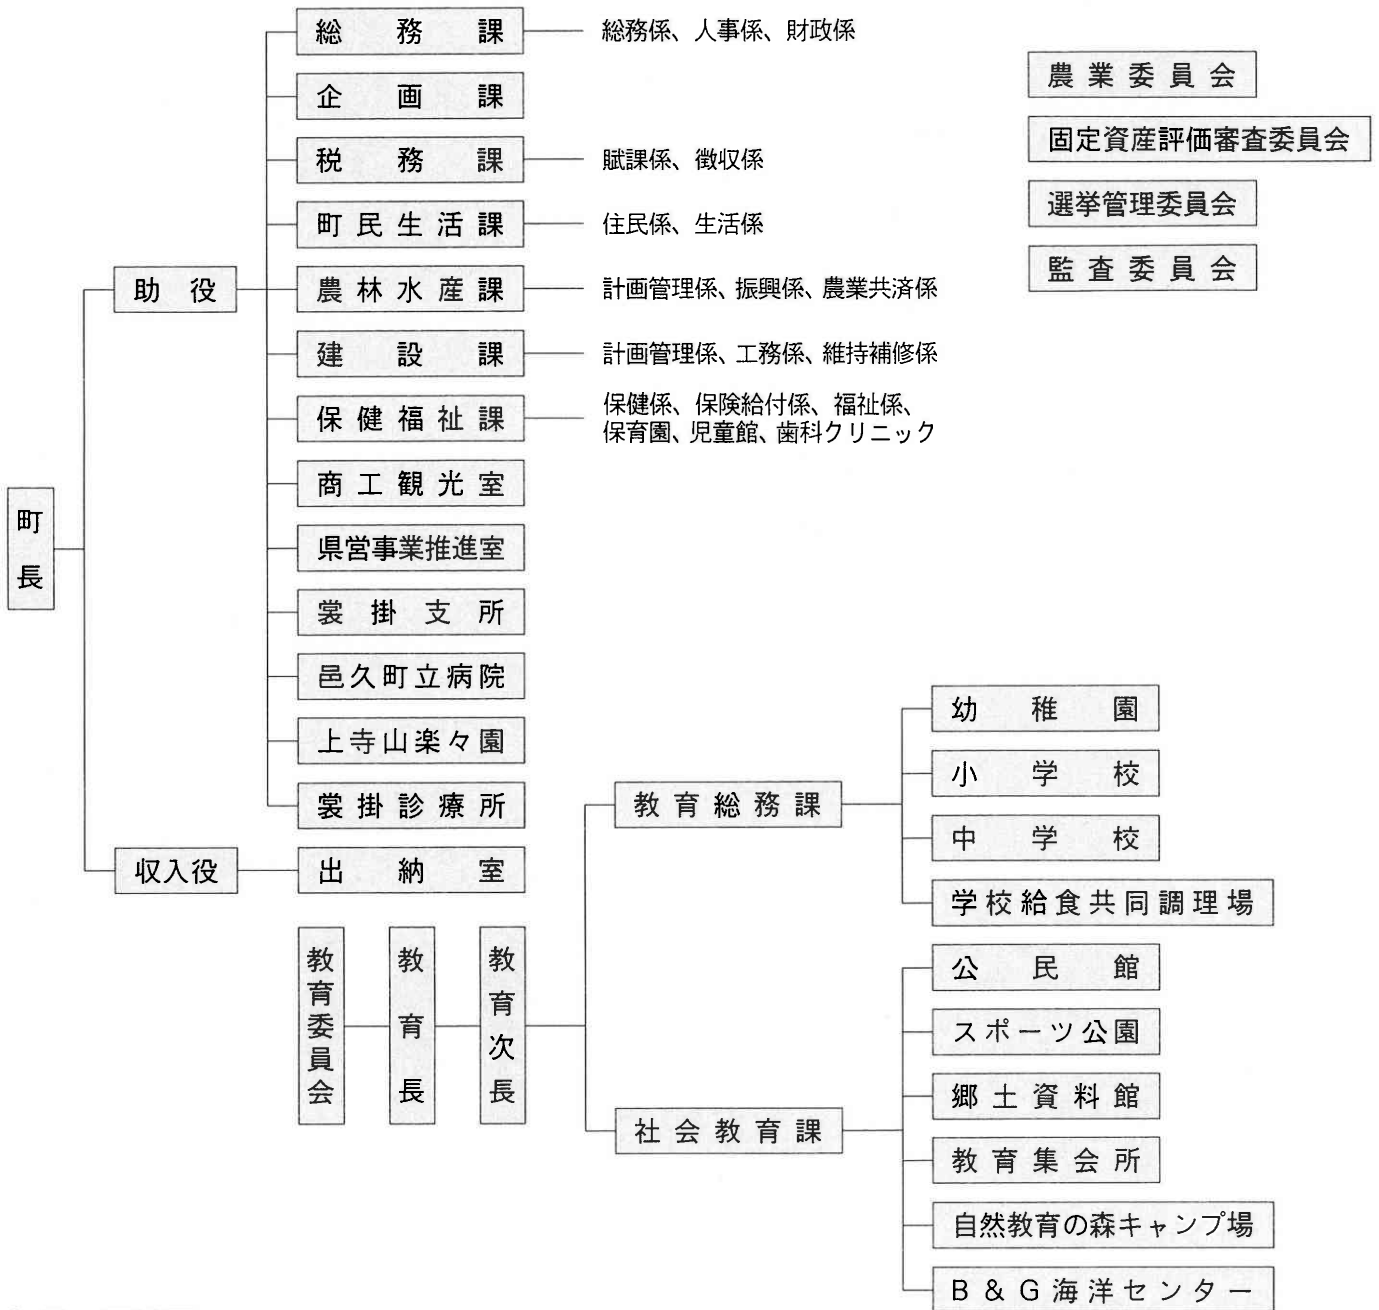 町長
助役
総務課
総務係、人事係、財政係
企画課
税務課
賦課係、徴収係
町民生活課
住民係、生活係
農林水産課
計画管理係、振興係、農業共済係
建設課
計画管理係、工務係、維持補修係
保健福祉課
保健係、保険給付係、福祉係、
保育園、児童館、歯科クリニック
商工観光室
県営事業推進室
裳掛支所
邑久町立病院
上寺山楽々園
裳掛診療所
収入役
出納室
農業委員会
固定資産評価審査委員会
選挙管理委員会
監査委員会
教育委員会
教育長
教育次長
教育総務課
幼稚園
小学校
中学校
学校給食共同調理場
社会教育課
公民館
スポーツ公園
郷土資料館
教育集会所
自然教育の森キャンプ場
B&G海洋センター